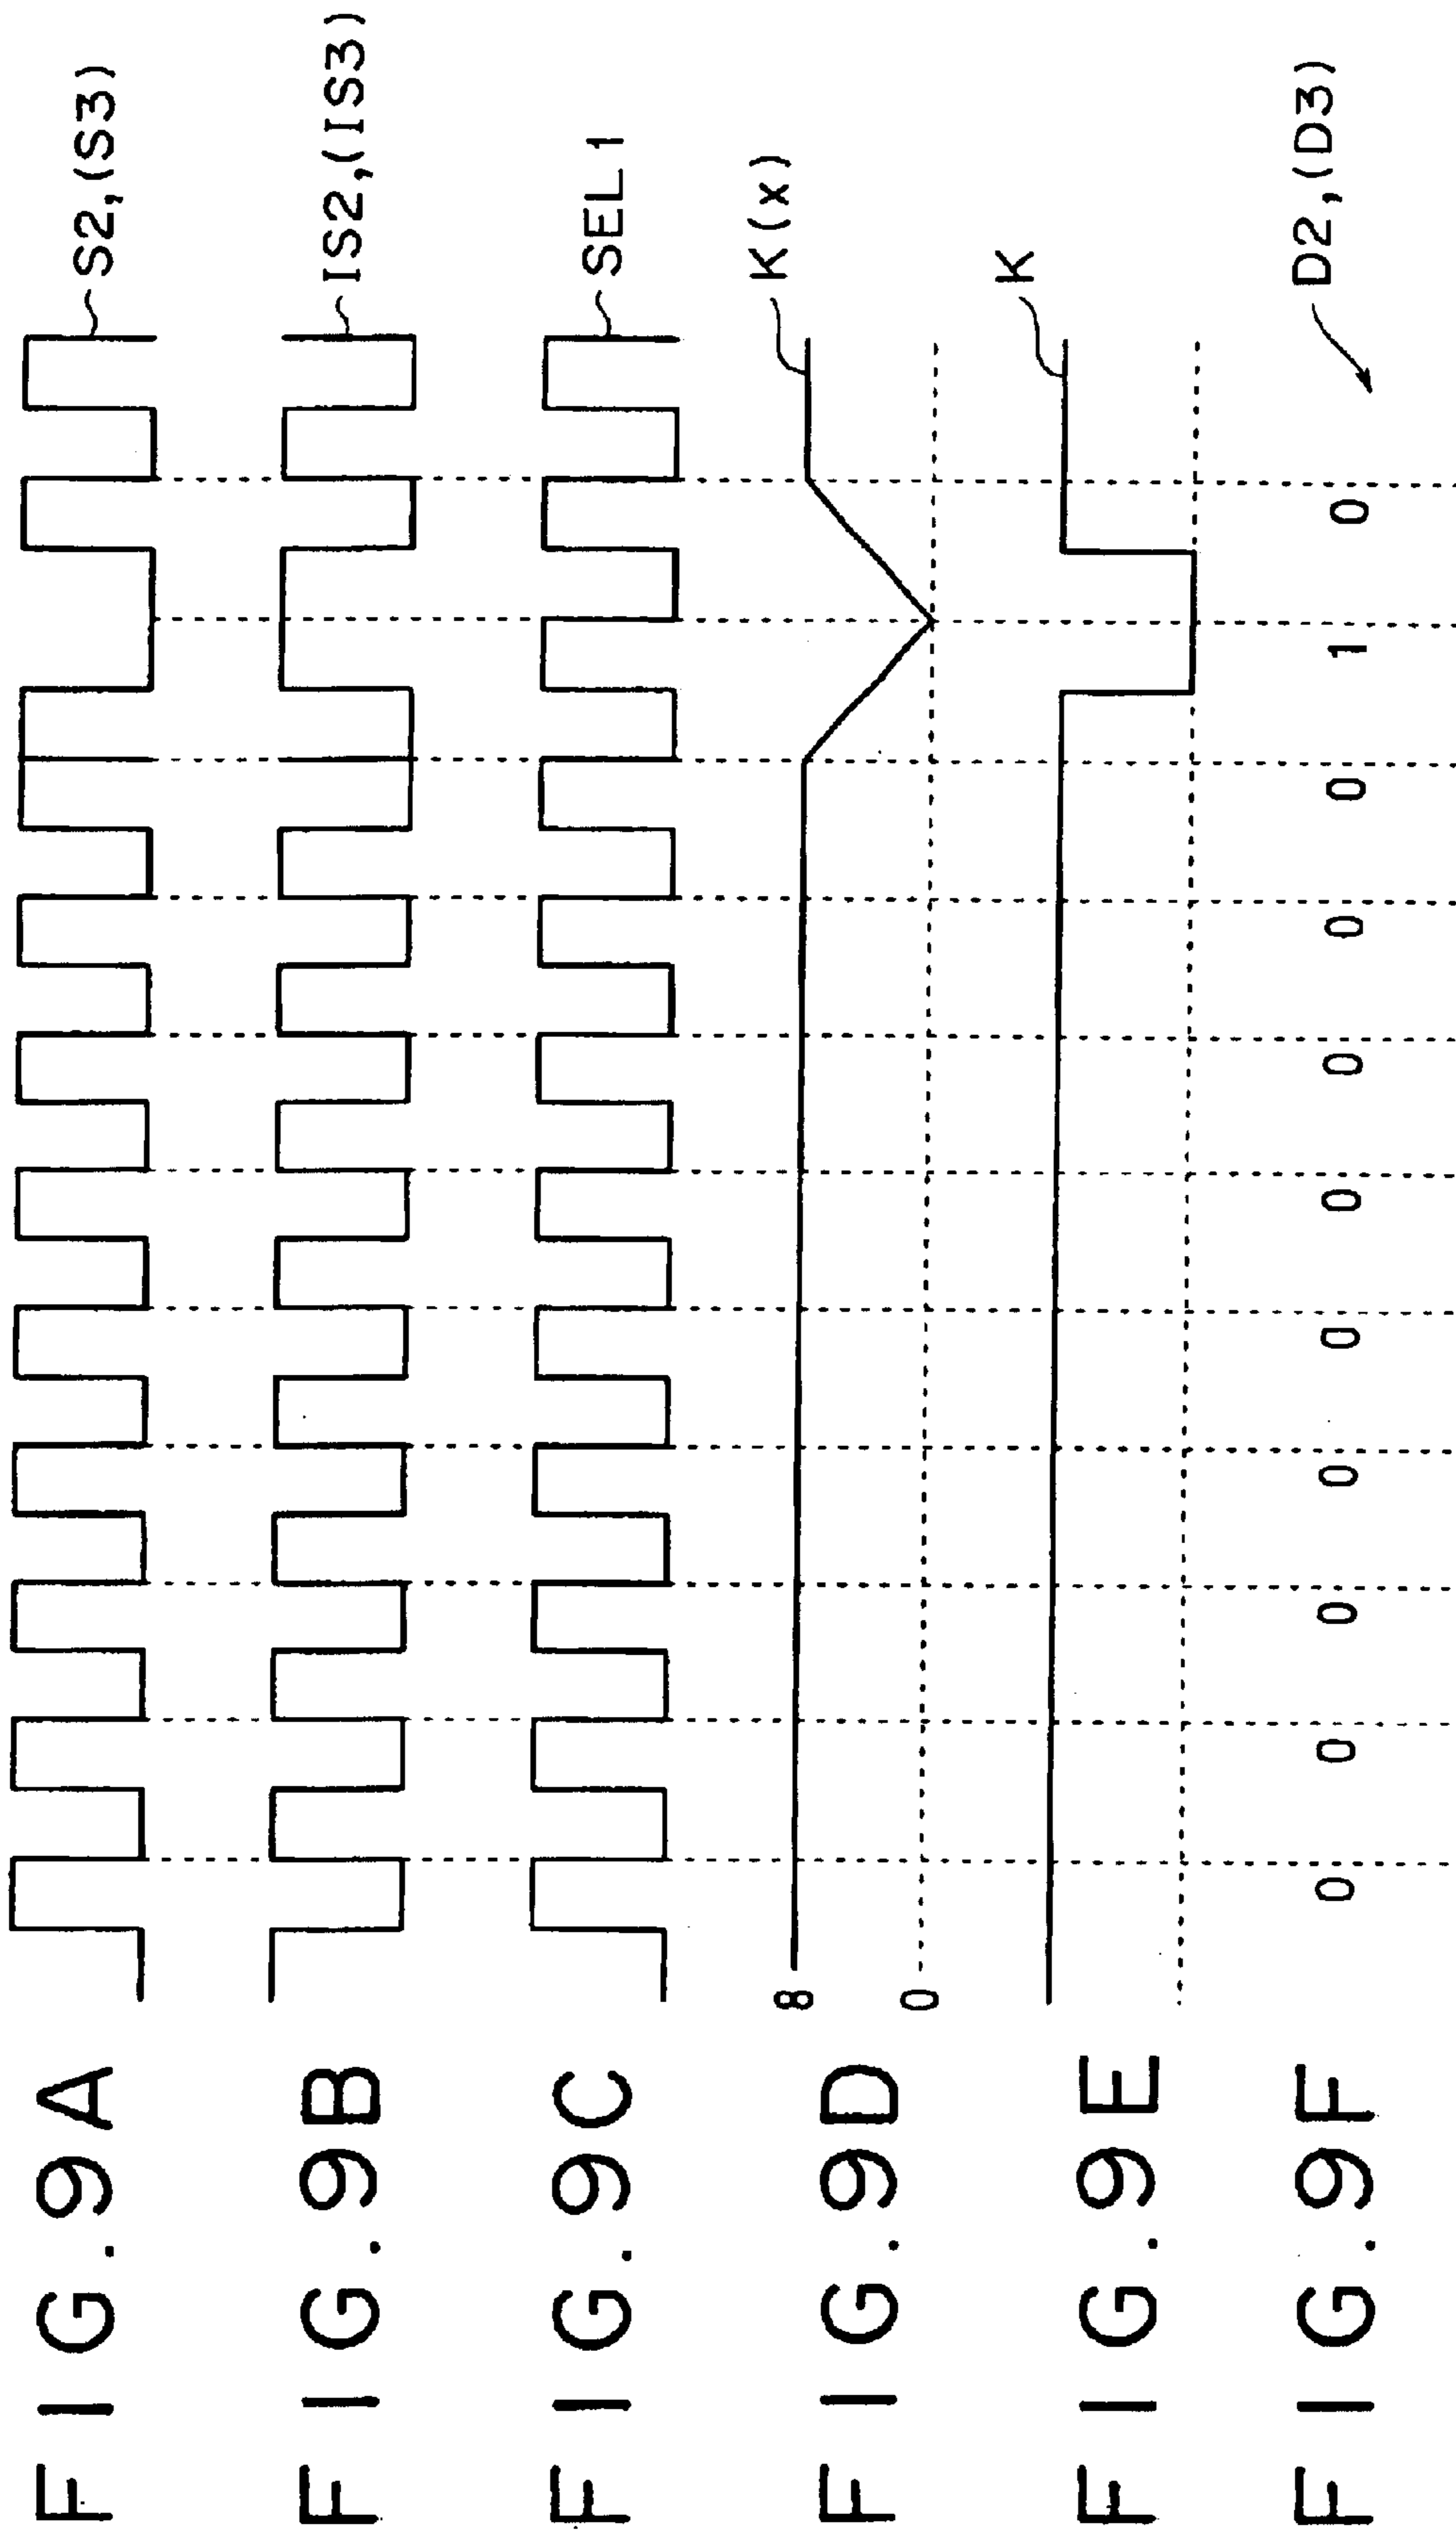 FIG.9A S2,(S3)
FIG.9B IS2,(IS3)
FIG.9C SEL1
FIG.9D 8 K(x)
0
FIG.9E K
FIG.9F 0 0 0 0 0 0 0 0 0 1 0 D2,(D3)